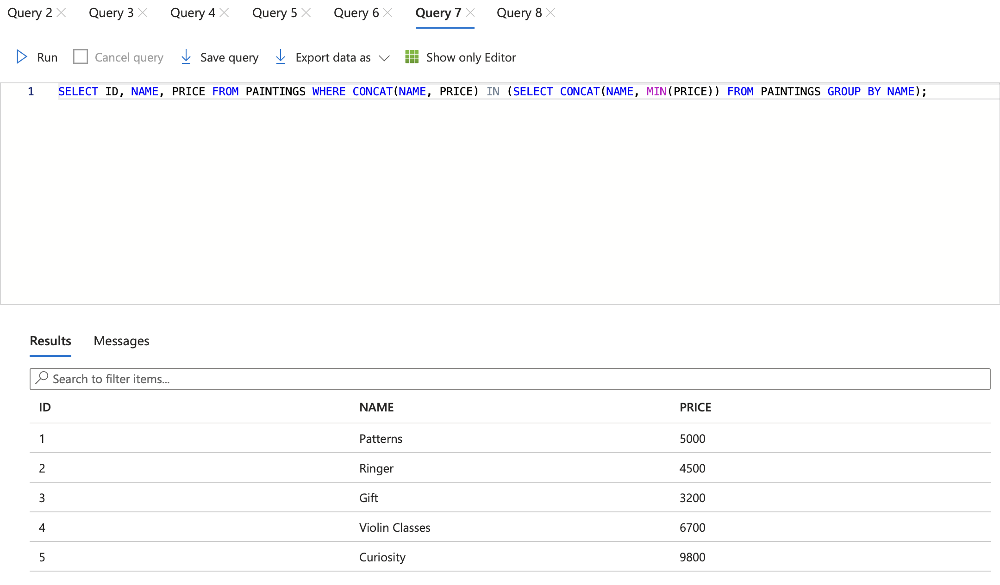 Query 2 Query 3 Query 4 Query 5 Query 6 Query 7 Query 8
Run Cancel query Save query Export data as Show only Editor
1 SELECT ID, NAME, PRICE FROM PAINTINGS WHERE CONCAT(NAME, PRICE) IN (SELECT CONCAT(NAME, MIN(PRICE)) FROM PAINTINGS GROUP BY NAME);
Results Messages
Search to filter items...
ID NAME PRICE
1 Patterns 5000
2 Ringer 4500
3 Gift 3200
4 Violin Classes 6700
5 Curiosity 9800